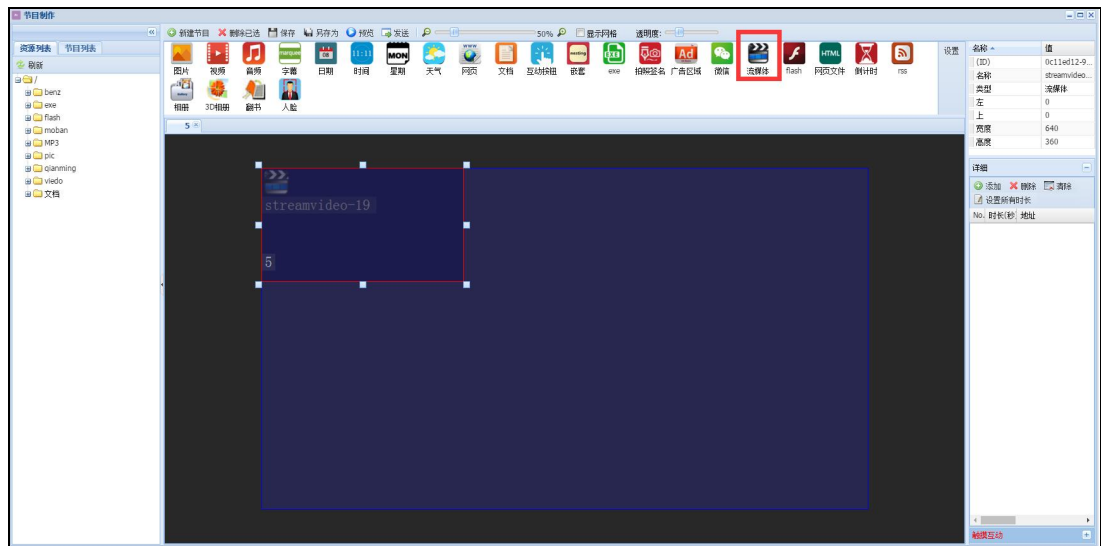 节目制作
资源列表 节目列表
刷新
/
benz
exe
flash
moban
MP3
pic
qianming
viedo
文档
新建节目 删除已选 保存 另存为 预览 发送 50% 显示网格 透明度:
图片 视频 音频 字幕 日期 时间 星期 天气 网页 文档 互动按钮 嵌套 exe 拍照签名 广告区域 微信 流媒体 flash 网页文件 倒计时 rss
相册 3D相册 翻书 人脸
设置
5
streamvideo-19
5
名称 值
(ID) 0c11ed12-9...
名称 streamvideo...
类型 流媒体
左 0
上 0
宽度 640
高度 360
详细
添加 删除 清除
设置所有时长
No. 时长(秒) 地址
触摸互动